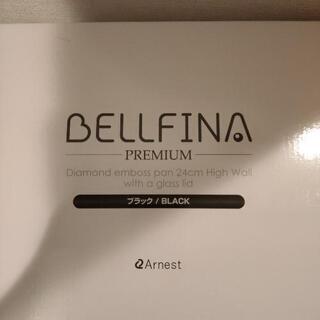 BELLFINA
PREMIUM
Diamond emboss pan 24cm High Wall
with a glass lid
ブラック / BLACK
Arnest